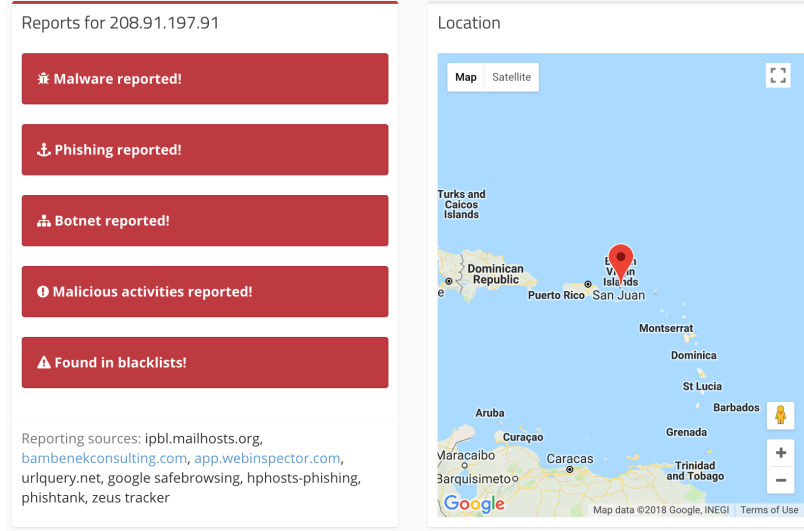 Reports for 208.91.197.91
Malware reported!
Phishing reported!
Botnet reported!
Malicious activities reported!
Found in blacklists!
Reporting sources: ipbl.mailhosts.org,
bambenekconsulting.com, app.webinspector.com,
urlquery.net, google safebrowsing, hphosts-phishing,
phishtank, zeus tracker
Location
Map
Satellite
Turks and
Caicos
Islands
Dominican
Republic
e
Puerto Rico
San Juan
Islands
Montserrat
Dominica
St Lucia
Barbados
Aruba
Curaçao
Grenada
Maracaibo
Caracas
Barquisimeto
Trinidad
and Tobago
Google
Map data ©2018 Google, INEGI
Terms of Use